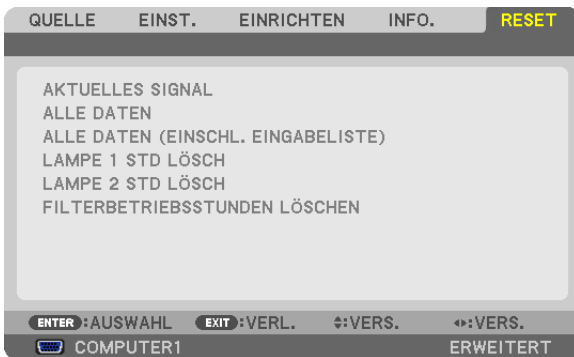 QUELLE EINST. EINRICHTEN INFO. RESET
AKTUELLES SIGNAL
ALLE DATEN
ALLE DATEN (EINSCHL. EINGABELISTE)
LAMPE 1 STD LÖSCH
LAMPE 2 STD LÖSCH
FILTERBETRIEBSSTUNDEN LÖSCHEN
ENTER :AUSWAHL EXIT :VERL. :VERS. :VERS.
COMPUTER1 ERWEITERT